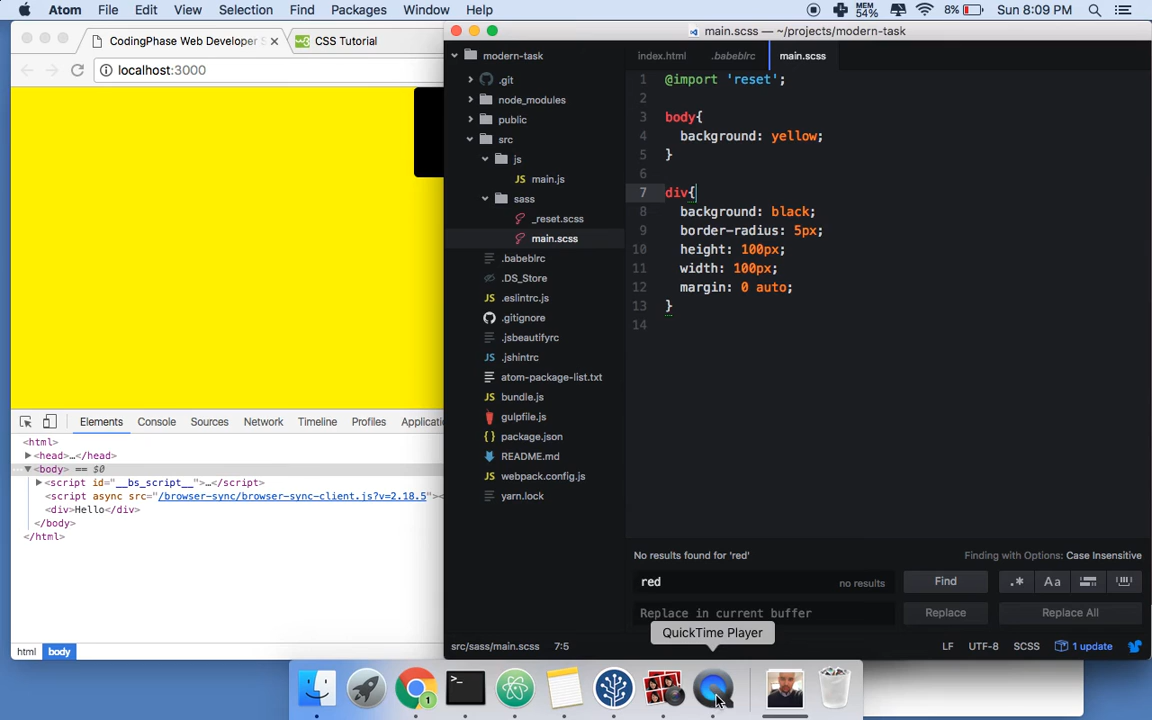 Atom File Edit View Selection Find Packages Window Help MEM 54% 8% Sun 8:09 PM
CodingPhase Web Developer S CSS Tutorial
localhost:3000
main.scss — ~/projects/modern-task
modern-task
.git
node_modules
public
src
js
main.js
sass
_reset.scss
main.scss
.babelrc
.DS_Store
.eslintrc.js
.gitignore
.jsbeautifyrc
.jshintrc
atom-package-list.txt
bundle.js
gulpfile.js
package.json
README.md
webpack.config.js
yarn.lock
index.html .babelrc main.scss
1 @import 'reset';
2
3 body{
4 background: yellow;
5 }
6
7 div{
8 background: black;
9 border-radius: 5px;
10 height: 100px;
11 width: 100px;
12 margin: 0 auto;
13 }
14
Elements Console Sources Network Timeline Profiles Applicatio
<html>
<head>…</head>
<body> == $0
<script id="__bs_script__">…</script>
<script async src="/browser-sync/browser-sync-client.js?v=2.18.5"><
<div>Hello</div>
</body>
</html>
html body
No results found for 'red' Finding with Options: Case Insensitive
red no results Find .* Aa
Replace in current buffer Replace Replace All
QuickTime Player
src/sass/main.scss 7:5 LF UTF-8 SCSS 1 update
1